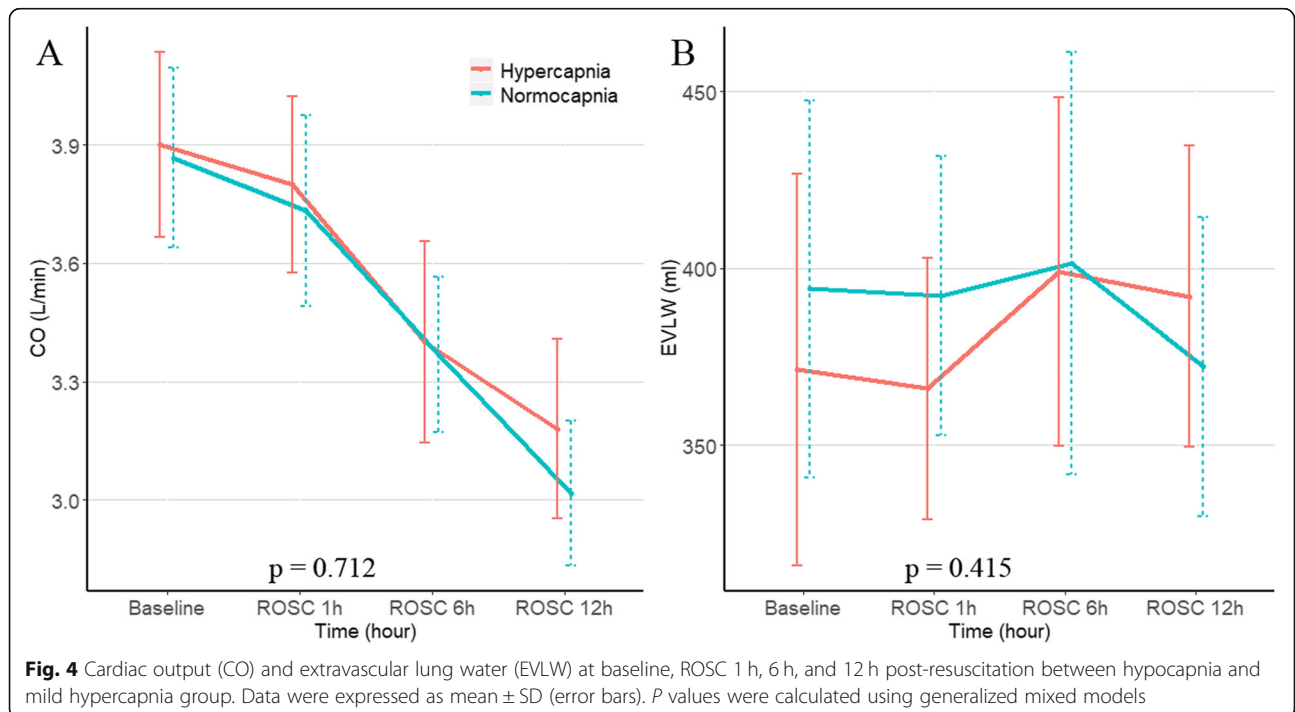 A
Hypercapnia
Normocapnia
CO (L/min)
3.9
3.6
3.3
3.0
p = 0.712
Baseline ROSC 1h ROSC 6h ROSC 12h
Time (hour)
B
EVLW (ml)
450
400
350
p = 0.415
Baseline ROSC 1h ROSC 6h ROSC 12h
Time (hour)
Fig. 4 Cardiac output (CO) and extravascular lung water (EVLW) at baseline, ROSC 1 h, 6 h, and 12 h post-resuscitation between hypocapnia and
mild hypercapnia group. Data were expressed as mean ± SD (error bars). P values were calculated using generalized mixed models